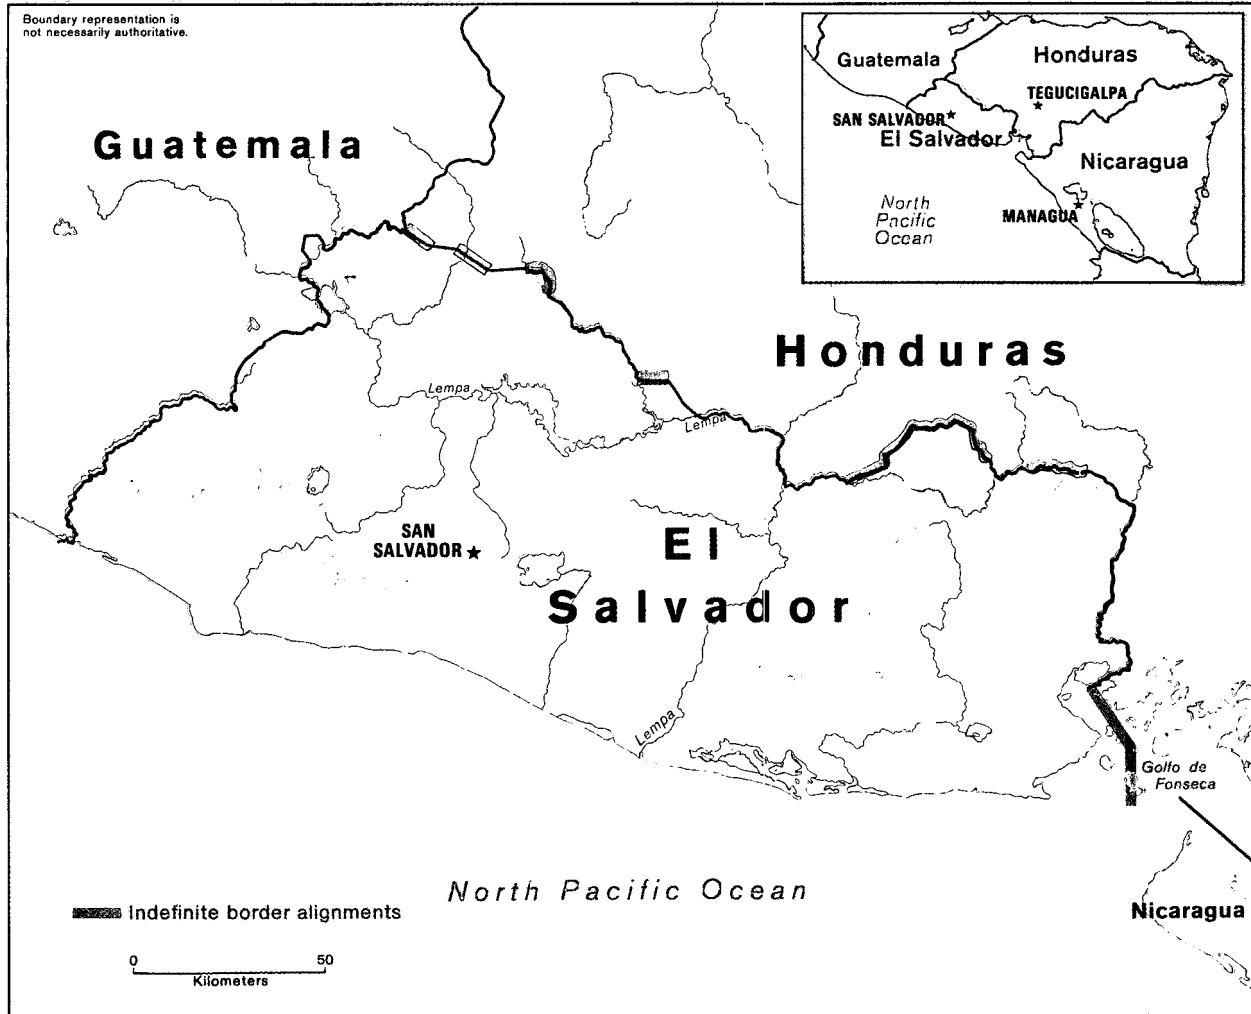 Boundary representation is
not necessarily authoritative.
Guatemala
Honduras
TEGUCIGALPA
SAN SALVADOR
El Salvador
Nicaragua
North
Pacific
Ocean
MANAGUA
Guatemala
Honduras
Lempa
Lempa
SAN
SALVADOR
El
Salvador
Lempa
Golfo de
Fonseca
North Pacific Ocean
Nicaragua
Indefinite border alignments
0 50
Kilometers